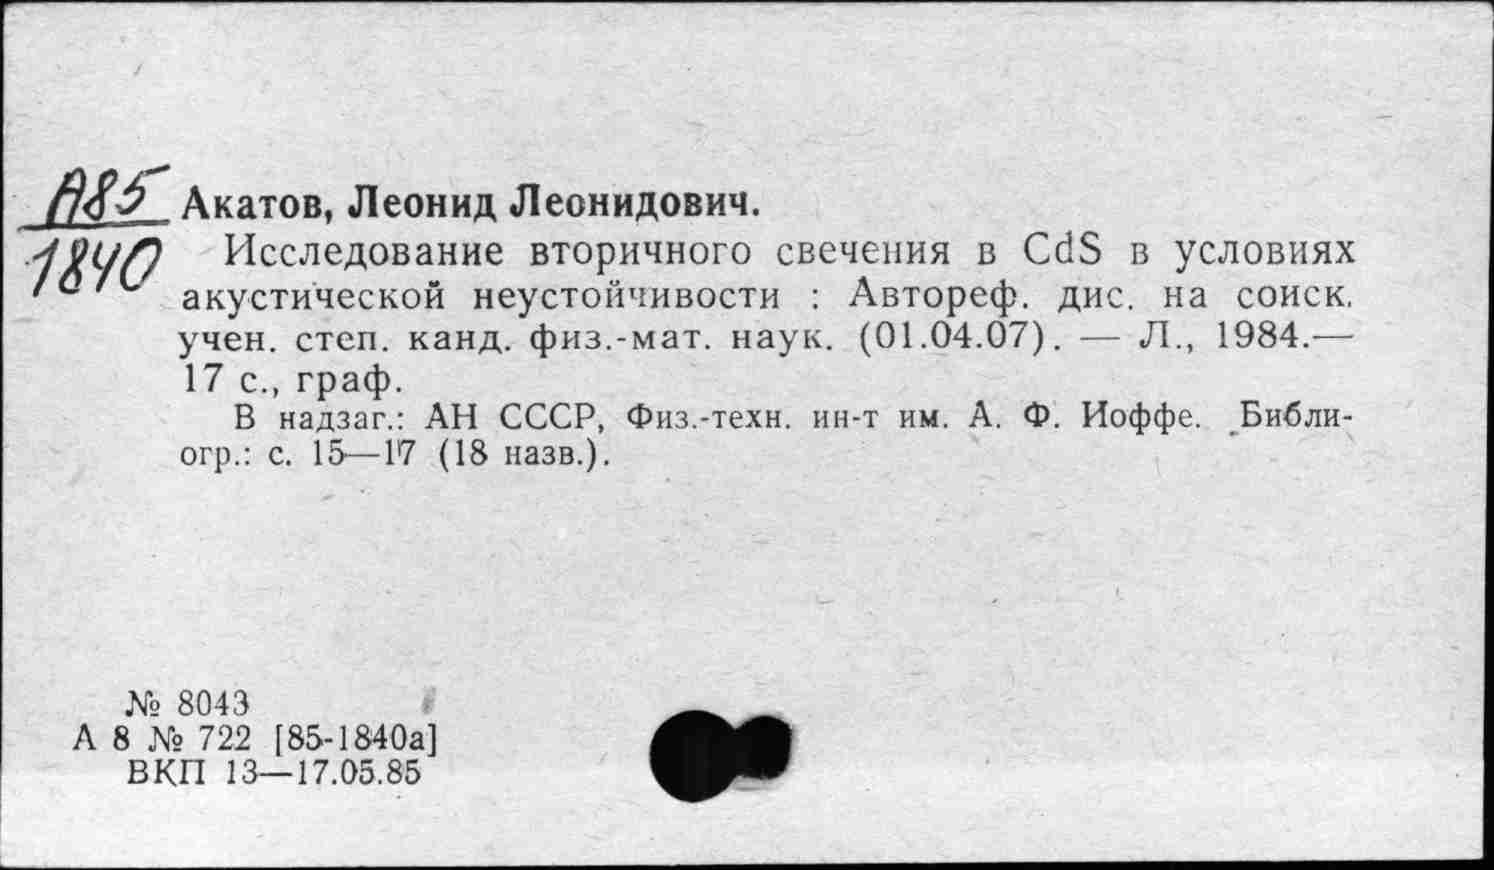 А85 Акатов, Леонид Леонидович.
1840 Исследование вторичного свечения в CdS в условиях
акустической неустойчивости : Автореф. дис. на соиск.
учен. степ. канд. физ.-мат. наук. (01.04.07). — Л., 1984.—
17 с., граф.
В надзаг.: АН СССР, Физ.-техн. ин-т им. А. Ф. Иоффе. Библи-
огр.: с. 15—17 (18 назв.).
№ 8043
А 8 № 722 [85-1840а]
ВКП 13—17.05.85